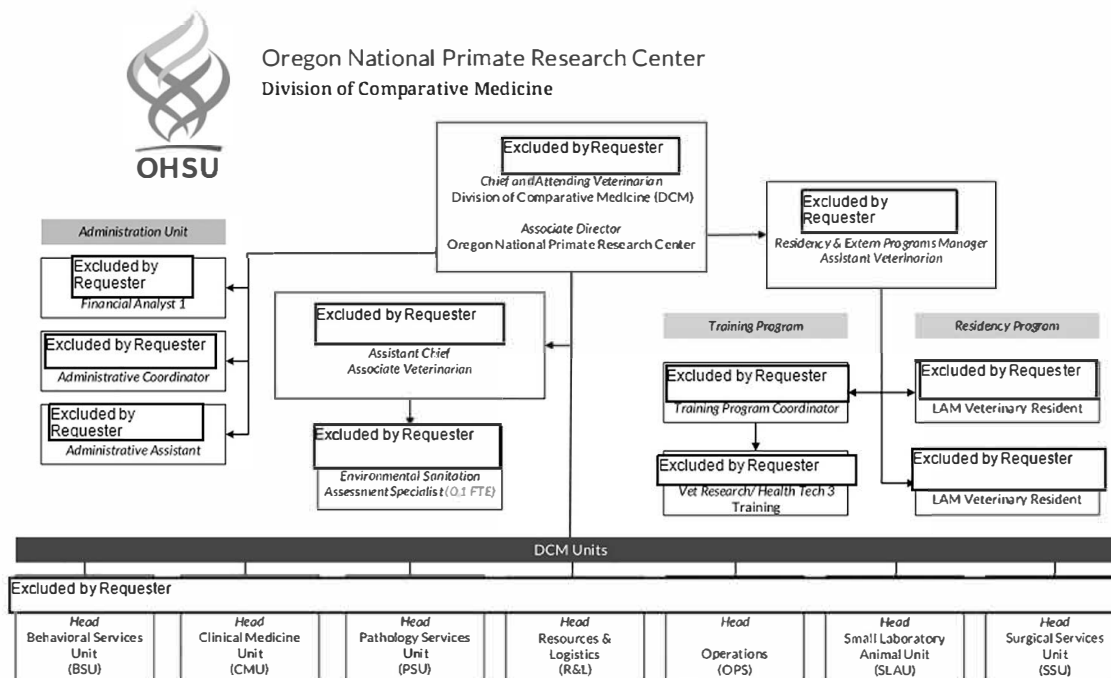 OHSU
Oregon National Primate Research Center
Division of Comparative Medicine
Excluded by Requester
Chief and Attending Veterinarian
Division of Comparative Medicine (DCM)
Associate Director
Oregon National Primate Research Center
Excluded by
Requester
Residency & Extern Programs Manager
Assistant Veterinarian
Administration Unit
Excluded by
Requester
Financial Analyst 1
Excluded by Requester
Administrative Coordinator
Excluded by
Requester
Administrative Assistant
Excluded by Requester
Assistant Chief
Associate Veterinarian
Excluded by Requester
Environmental Sanitation
Assessment Specialist (0.1 FTE)
Training Program
Excluded by Requester
Training Program Coordinator
Excluded by Requester
Vet Research/ Health Tech 3
Training
Residency Program
Excluded by Requester
LAM Veterinary Resident
Excluded by Requester
LAM Veterinary Resident
DCM Units
Excluded by Requester
Head
Behavioral Services
Unit
(BSU)
Head
Clinical Medicine
Unit
(CMU)
Head
Pathology Services
Unit
(PSU)
Head
Resources &
Logistics
(R&L)
Head
Operations
(OPS)
Head
Small Laboratory
Animal Unit
(SLAU)
Head
Surgical Services
Unit
(SSU)